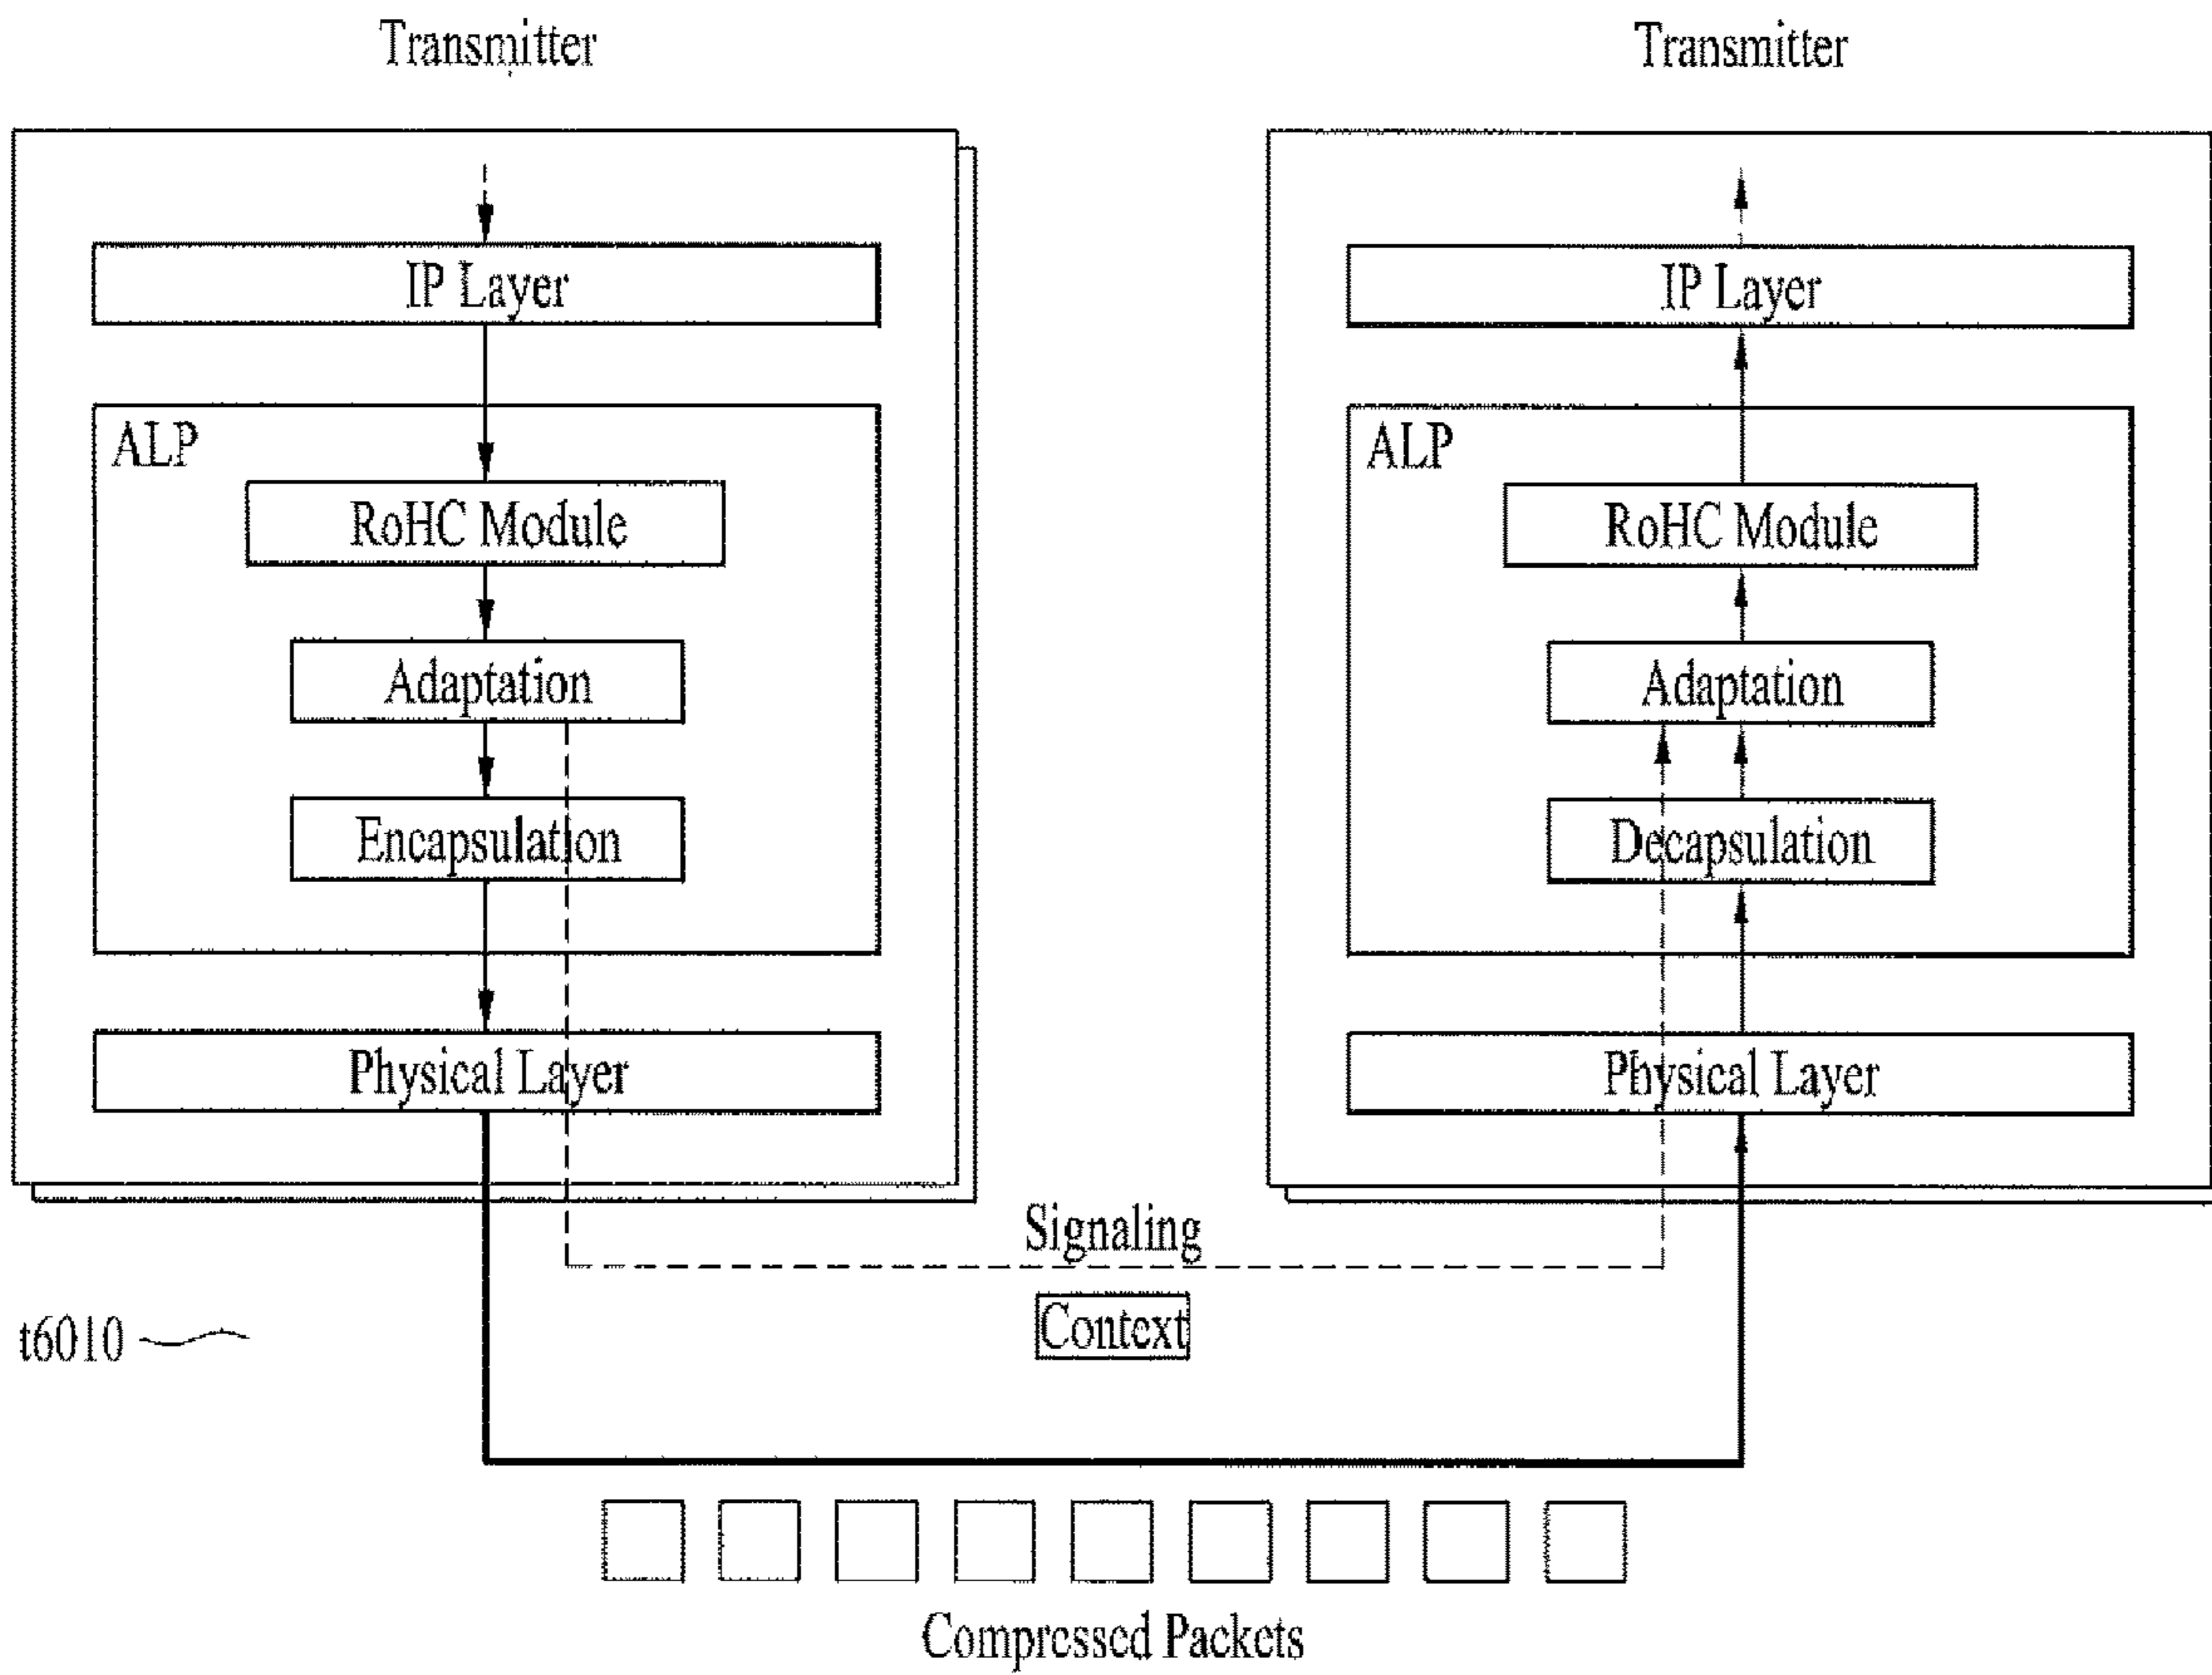 Transmitter
IP Layer
ALP
RoHC Module
Adaptation
Encapsulation
Physical Layer
Transmitter
IP Layer
ALP
RoHC Module
Adaptation
Decapsulation
Physical Layer
Signaling
Context
t6010
Compressed Packets